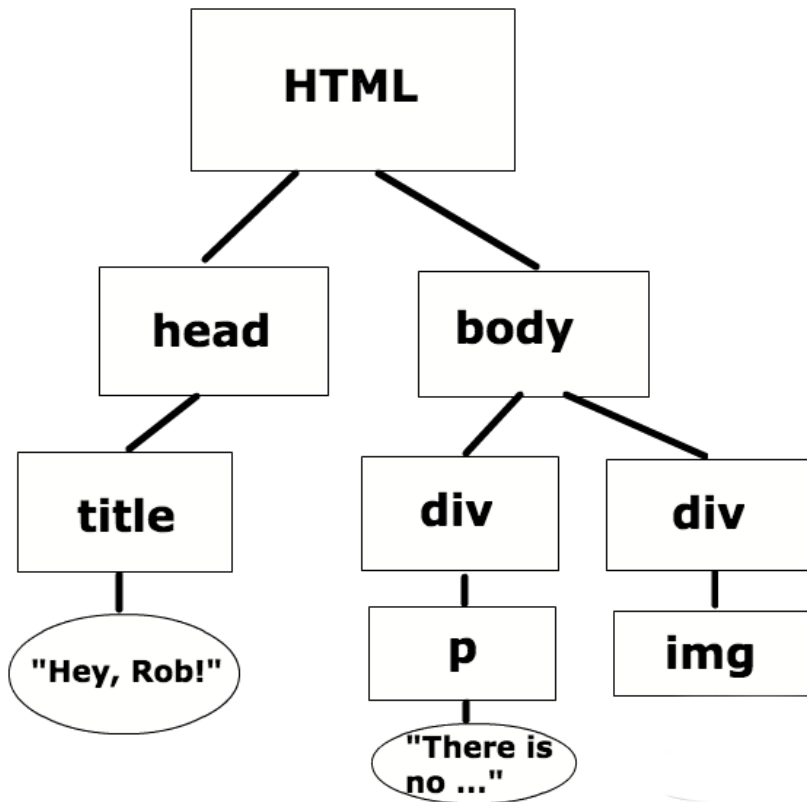 HTML
head
body
title
div
div
"Hey, Rob!"
p
img
"There is
no ..."